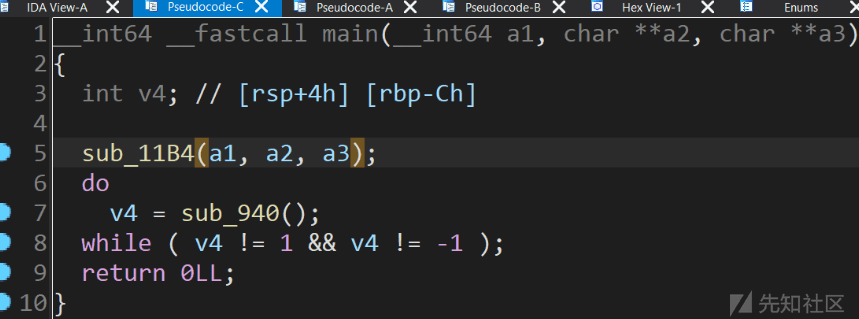 IDA View-A Pseudocode-C Pseudocode-A Pseudocode-B Hex View-1 Enums
1 __int64 __fastcall main(__int64 a1, char **a2, char **a3)
2 {
3 int v4; // [rsp+4h] [rbp-Ch]
4
5 sub_11B4(a1, a2, a3);
6 do
7 v4 = sub_940();
8 while ( v4 != 1 && v4 != -1 );
9 return 0LL;
10 }
先知社区